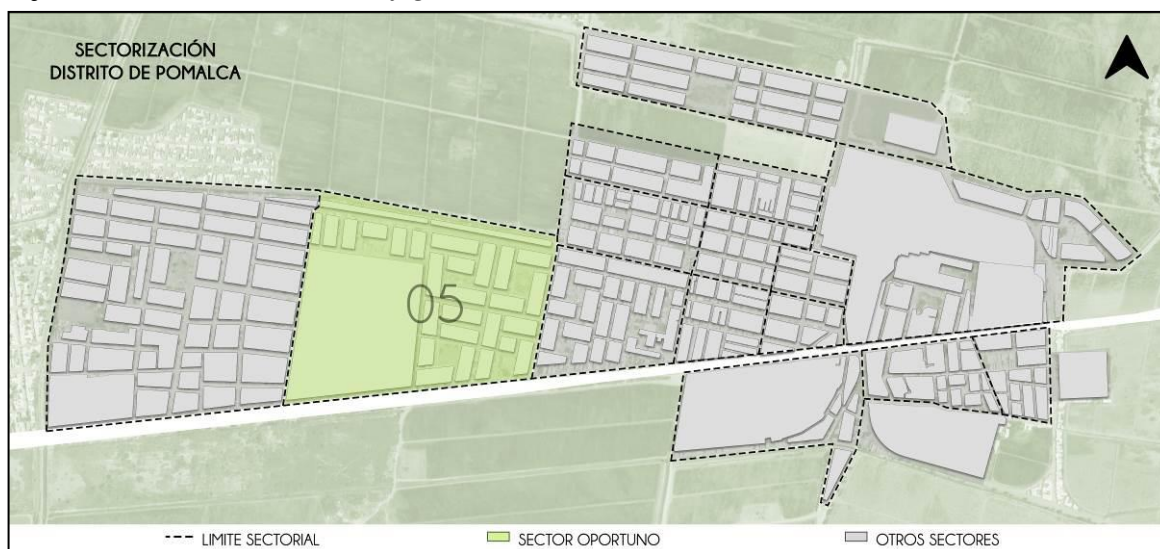 SECTORIZACIÓN
DISTRITO DE POMALCA
05
LIMITE SECTORIAL
SECTOR OPORTUNO
OTROS SECTORES